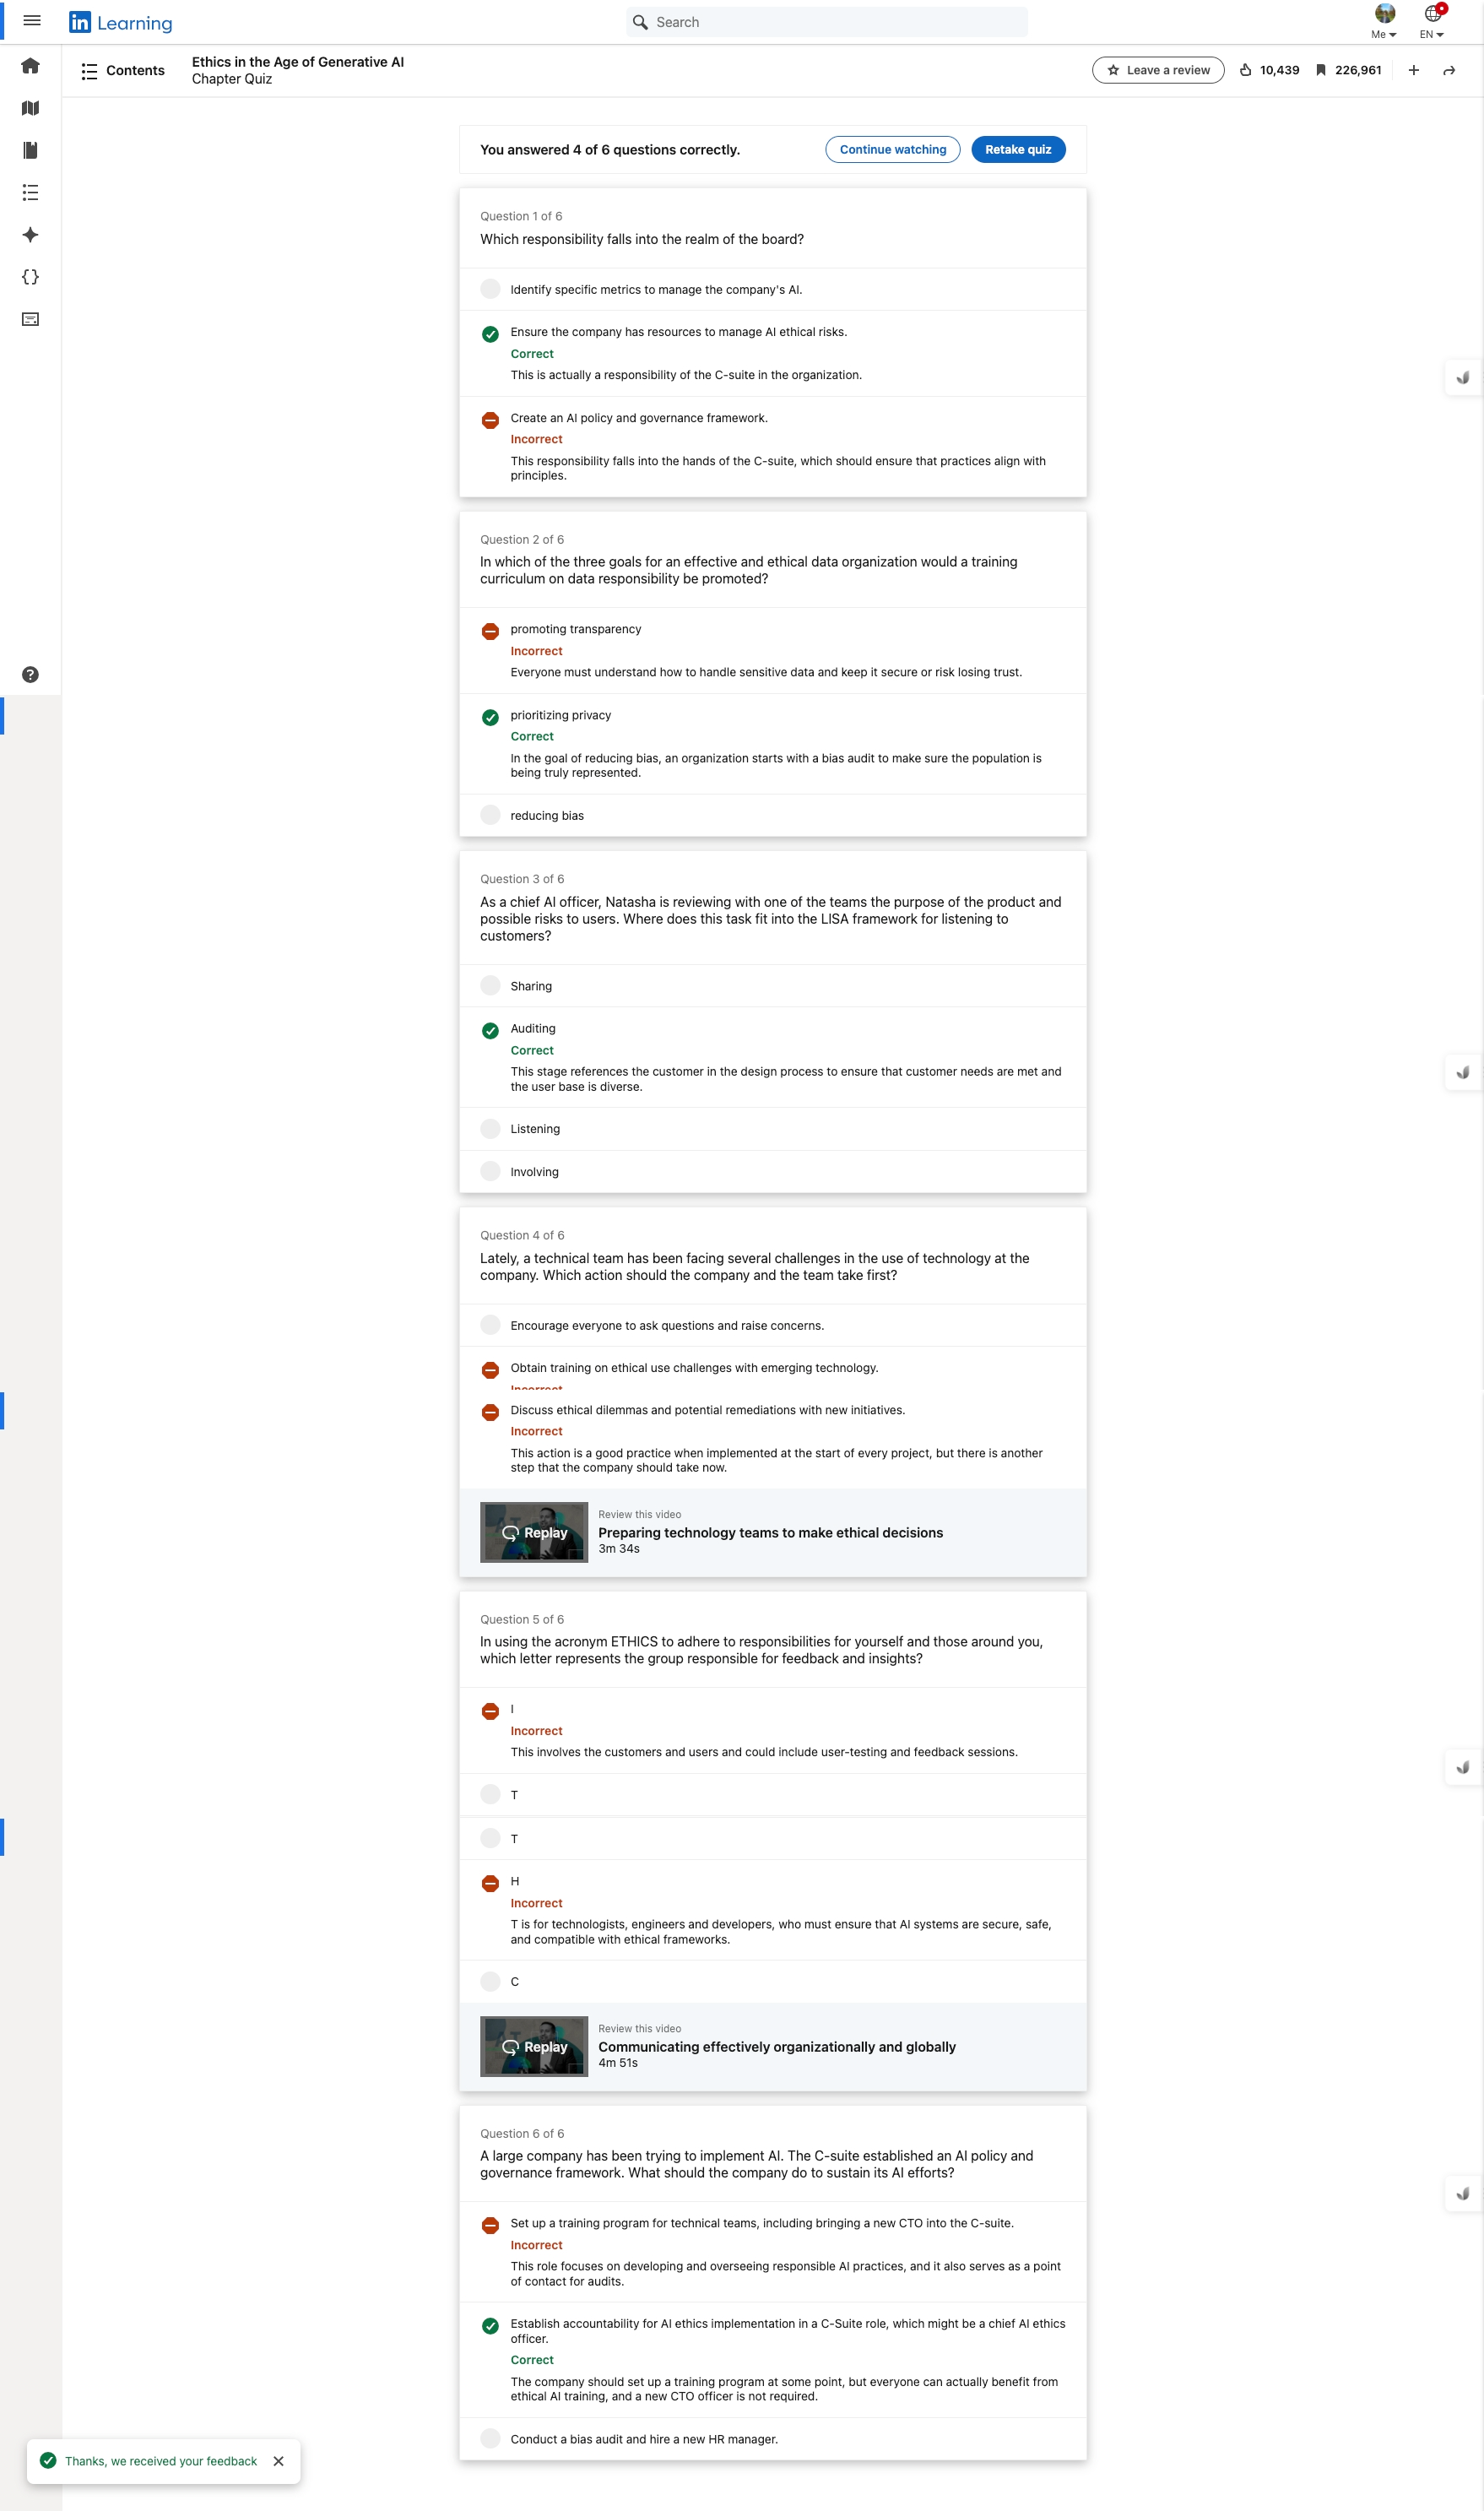 in Learning
Search
Me
EN
Contents
Ethics in the Age of Generative AI
Chapter Quiz
Leave a review
10,439
226,961
You answered 4 of 6 questions correctly.
Continue watching
Retake quiz
Question 1 of 6
Which responsibility falls into the realm of the board?
Identify specific metrics to manage the company's AI.
Ensure the company has resources to manage AI ethical risks.
Correct
This is actually a responsibility of the C-suite in the organization.
Create an AI policy and governance framework.
Incorrect
This responsibility falls into the hands of the C-suite, which should ensure that practices align with
principles.
Question 2 of 6
In which of the three goals for an effective and ethical data organization would a training
curriculum on data responsibility be promoted?
promoting transparency
Incorrect
Everyone must understand how to handle sensitive data and keep it secure or risk losing trust.
prioritizing privacy
Correct
In the goal of reducing bias, an organization starts with a bias audit to make sure the population is
being truly represented.
reducing bias
Question 3 of 6
As a chief AI officer, Natasha is reviewing with one of the teams the purpose of the product and
possible risks to users. Where does this task fit into the LISA framework for listening to
customers?
Sharing
Auditing
Correct
This stage references the customer in the design process to ensure that customer needs are met and
the user base is diverse.
Listening
Involving
Question 4 of 6
Lately, a technical team has been facing several challenges in the use of technology at the
company. Which action should the company and the team take first?
Encourage everyone to ask questions and raise concerns.
Obtain training on ethical use challenges with emerging technology.
Incorrect
Discuss ethical dilemmas and potential remediations with new initiatives.
Incorrect
This action is a good practice when implemented at the start of every project, but there is another
step that the company should take now.
Replay
Review this video
Preparing technology teams to make ethical decisions
3m 34s
Question 5 of 6
In using the acronym ETHICS to adhere to responsibilities for yourself and those around you,
which letter represents the group responsible for feedback and insights?
I
Incorrect
This involves the customers and users and could include user-testing and feedback sessions.
T
T
H
Incorrect
T is for technologists, engineers and developers, who must ensure that AI systems are secure, safe,
and compatible with ethical frameworks.
C
Replay
Review this video
Communicating effectively organizationally and globally
4m 51s
Question 6 of 6
A large company has been trying to implement AI. The C-suite established an AI policy and
governance framework. What should the company do to sustain its AI efforts?
Set up a training program for technical teams, including bringing a new CTO into the C-suite.
Incorrect
This role focuses on developing and overseeing responsible AI practices, and it also serves as a point
of contact for audits.
Establish accountability for AI ethics implementation in a C-Suite role, which might be a chief AI ethics
officer.
Correct
The company should set up a training program at some point, but everyone can actually benefit from
ethical AI training, and a new CTO officer is not required.
Conduct a bias audit and hire a new HR manager.
Thanks, we received your feedback